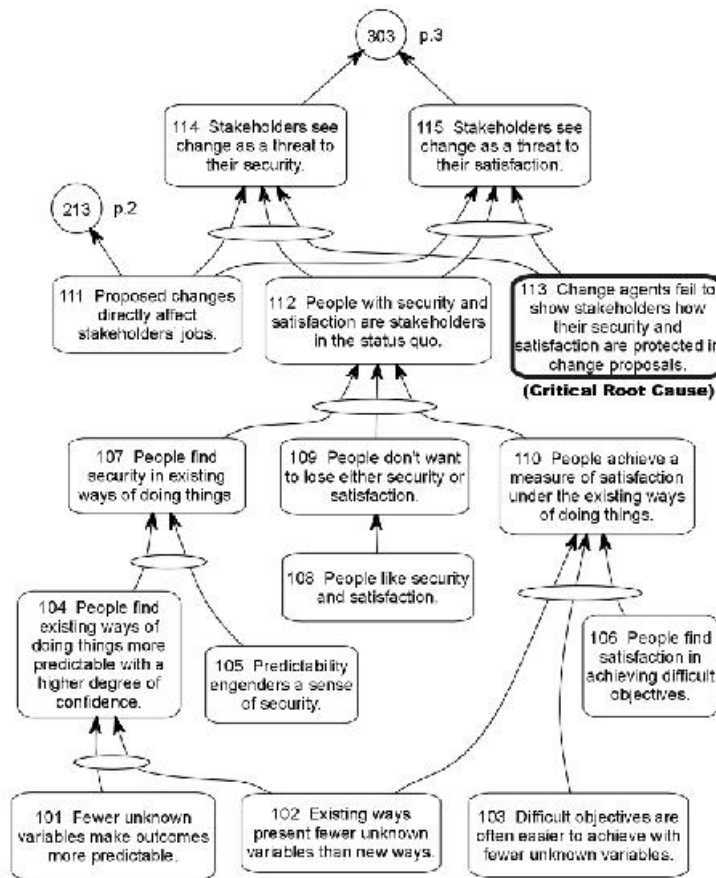 303 p.3
114 Stakeholders see
change as a threat to
their security.
115 Stakeholders see
change as a threat to
their satisfaction.
213 p.2
111 Proposed changes
directly affect
stakeholders' jobs.
112 People with security and
satisfaction are stakeholders
in the status quo.
113 Change agents fail to
show stakeholders how
their security and
satisfaction are protected in
change proposals.
(Critical Root Cause)
107 People find
security in existing
ways of doing things
109 People don't want
to lose either security or
satisfaction.
110 People achieve a
measure of satisfaction
under the existing ways
of doing things.
108 People like security
and satisfaction.
104 People find
existing ways of
doing things more
predictable with a
higher degree of
confidence.
105 Predictability
engenders a sense
of security.
106 People find
satisfaction in
achieving difficult
objectives.
101 Fewer unknown
variables make outcomes
more predictable.
102 Existing ways
present fewer unknown
variables than new ways.
103 Difficult objectives are
often easier to achieve with
fewer unknown variables.